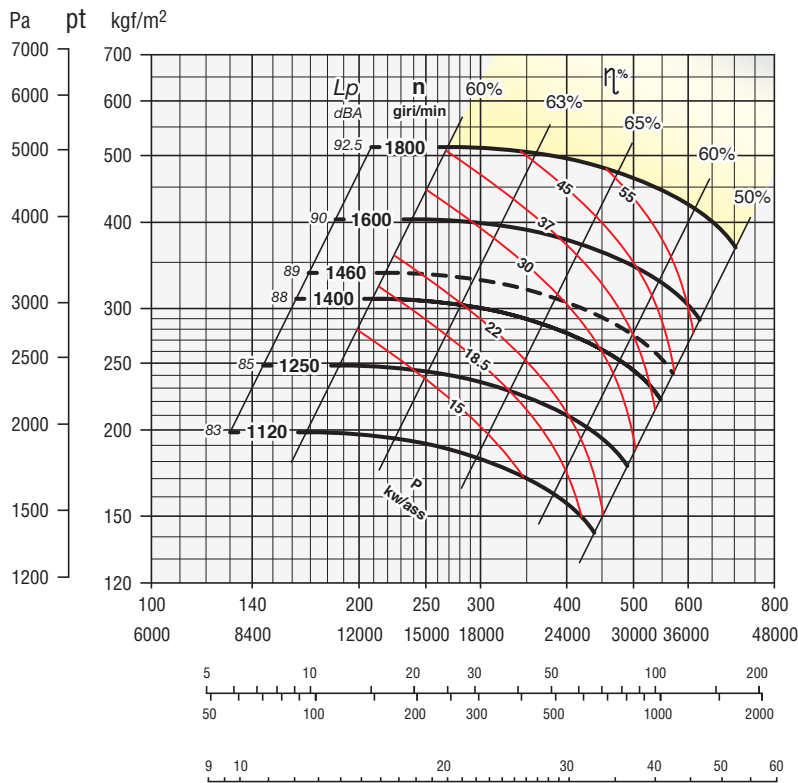 Pa pt kgf/m²
7000 700
6000 600
5000 500
4000 400
3000 300
2500 250
2000 200
1500 150
1200 120
Lp dBA
n giri/min
η%
60% 63% 65% 60% 50%
92.5 1800
90 1600
89 1460
88 1400
85 1250
83 1120
55
45
37
30
22
18.5
15
P kw/ass
100 140 200 250 300 400 500 600 800
6000 8400 12000 15000 18000 24000 30000 36000 48000
5 10 20 30 50 100 200
50 100 200 300 500 1000 2000
9 10 20 30 40 50 60